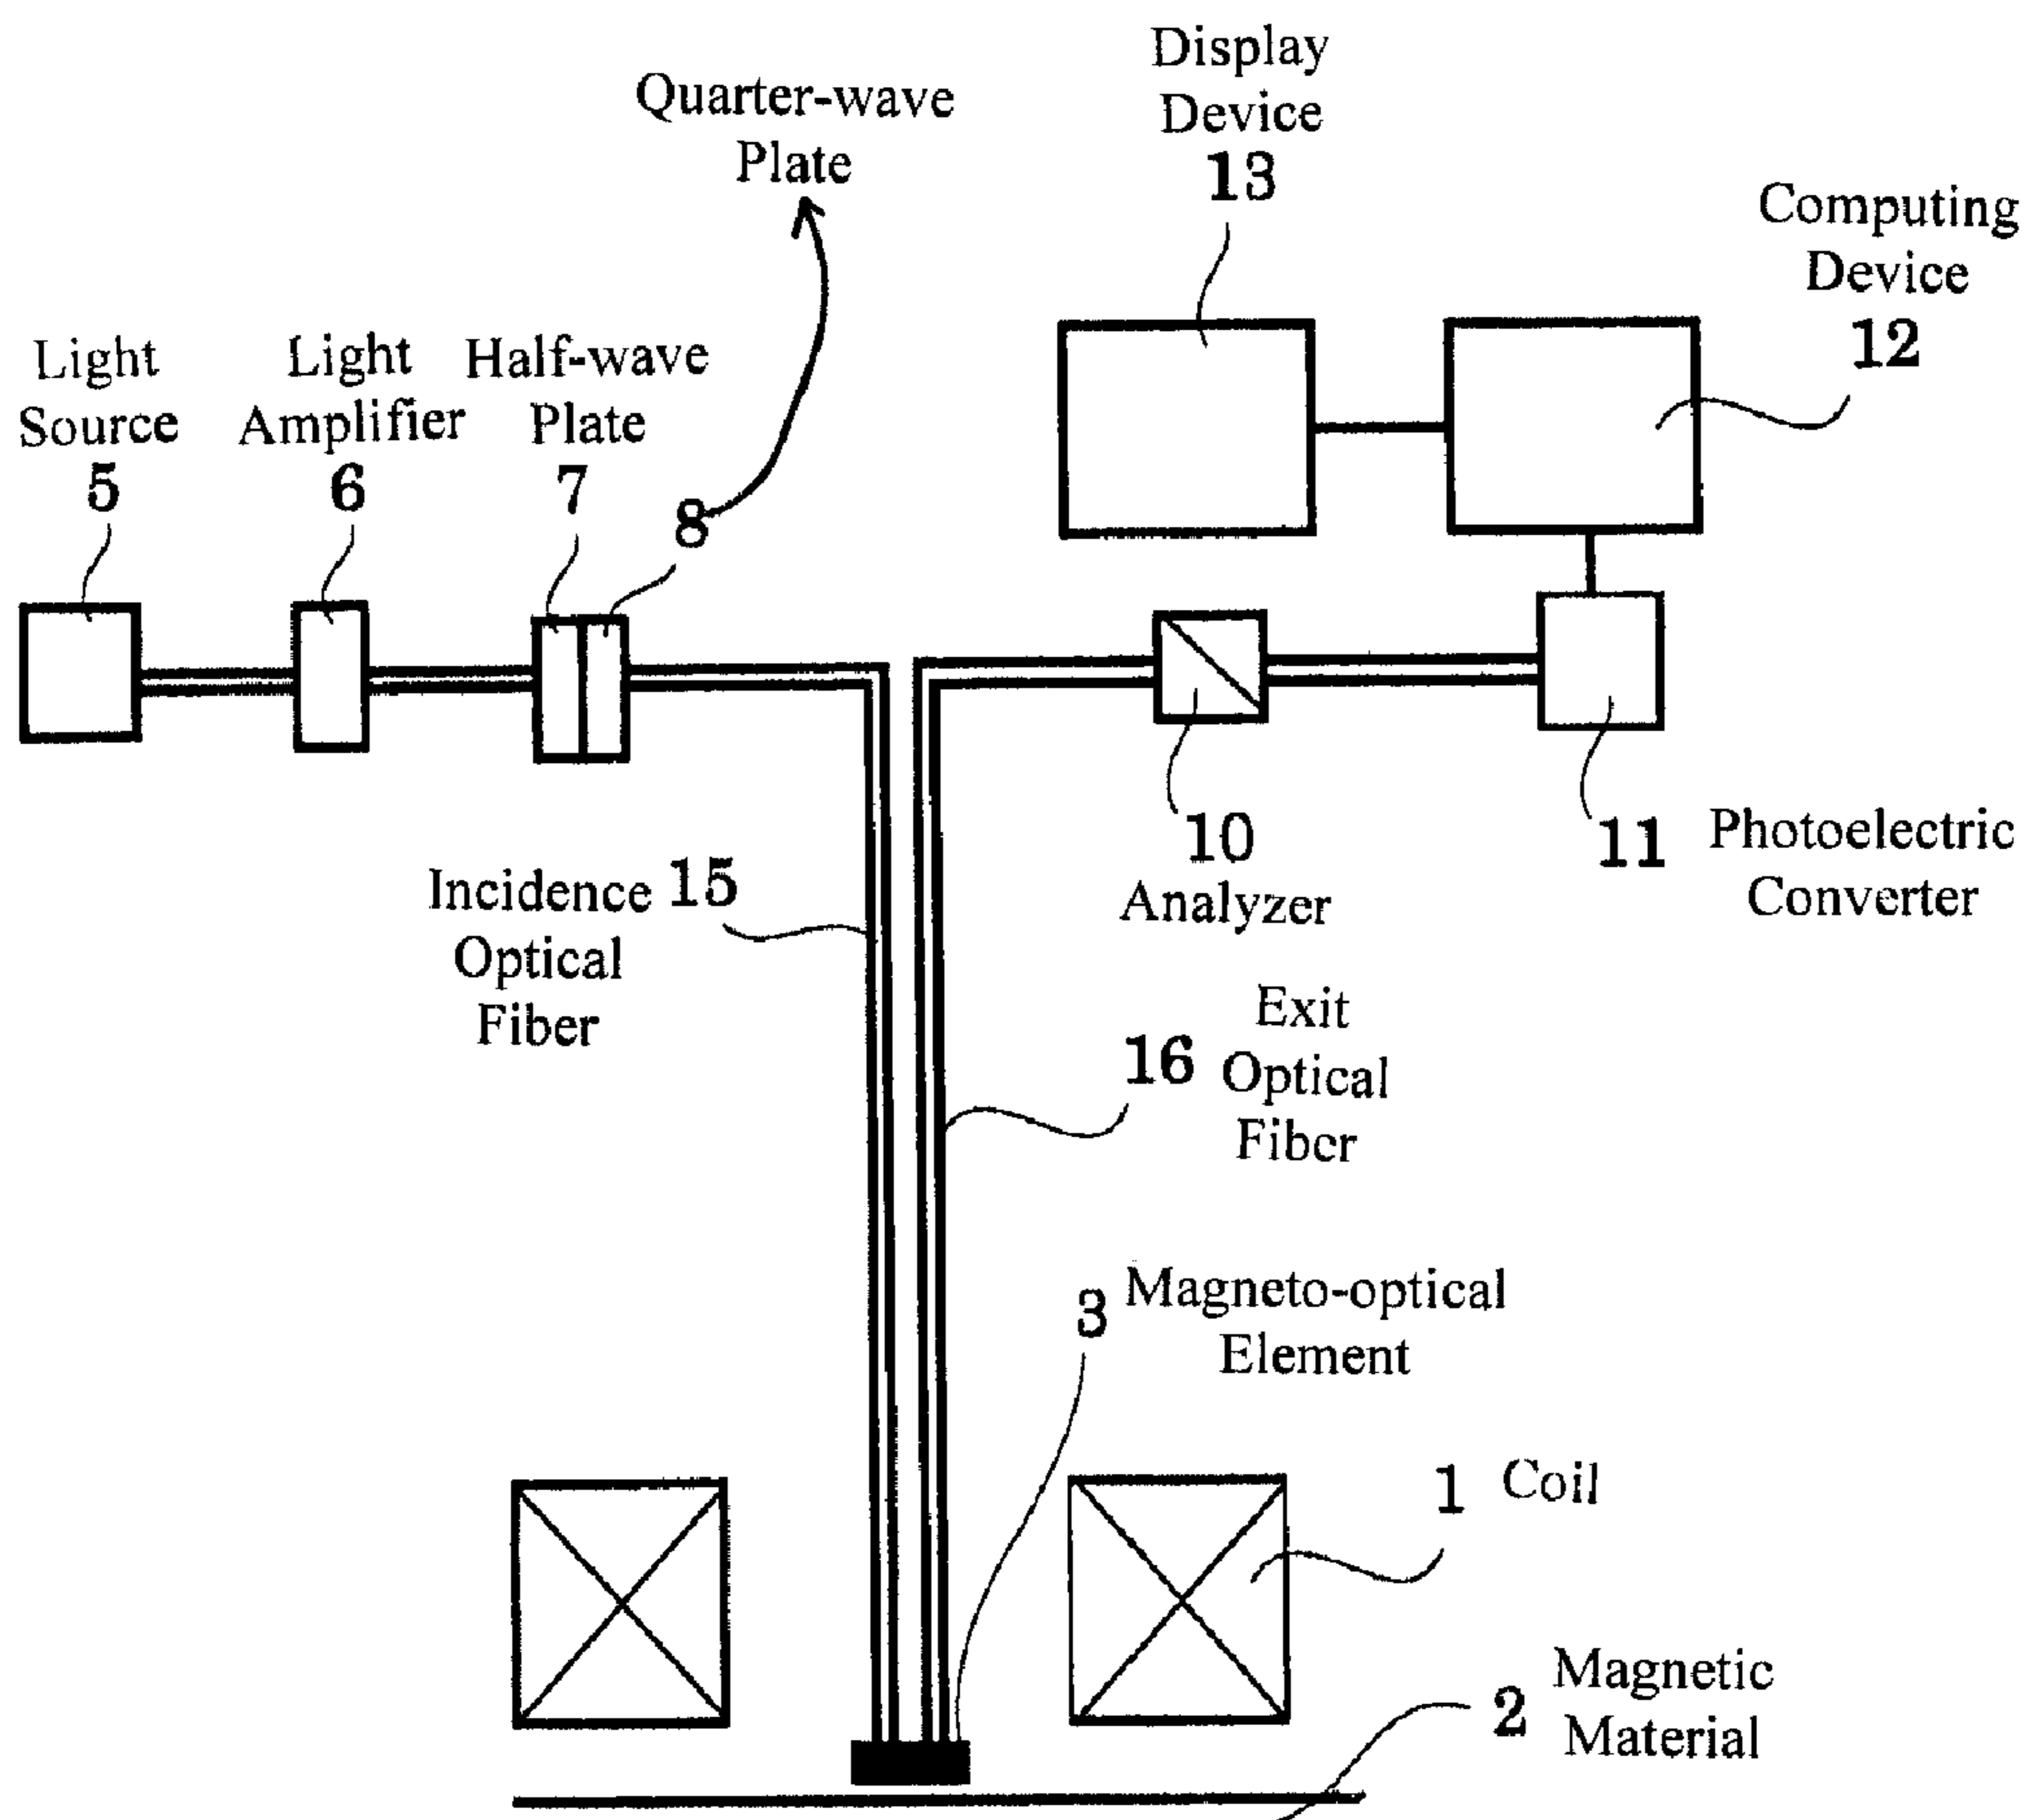 Display
Device
13
Quarter-wave
Plate
Computing
Device
12
Light
Source
5
Light
Amplifier
6
Half-wave
Plate
7
8
10
Analyzer
11 Photoelectric
Converter
Incidence 15
Optical
Fiber
Exit
16 Optical
Fiber
3 Magneto-optical
Element
1 Coil
2 Magnetic
Material